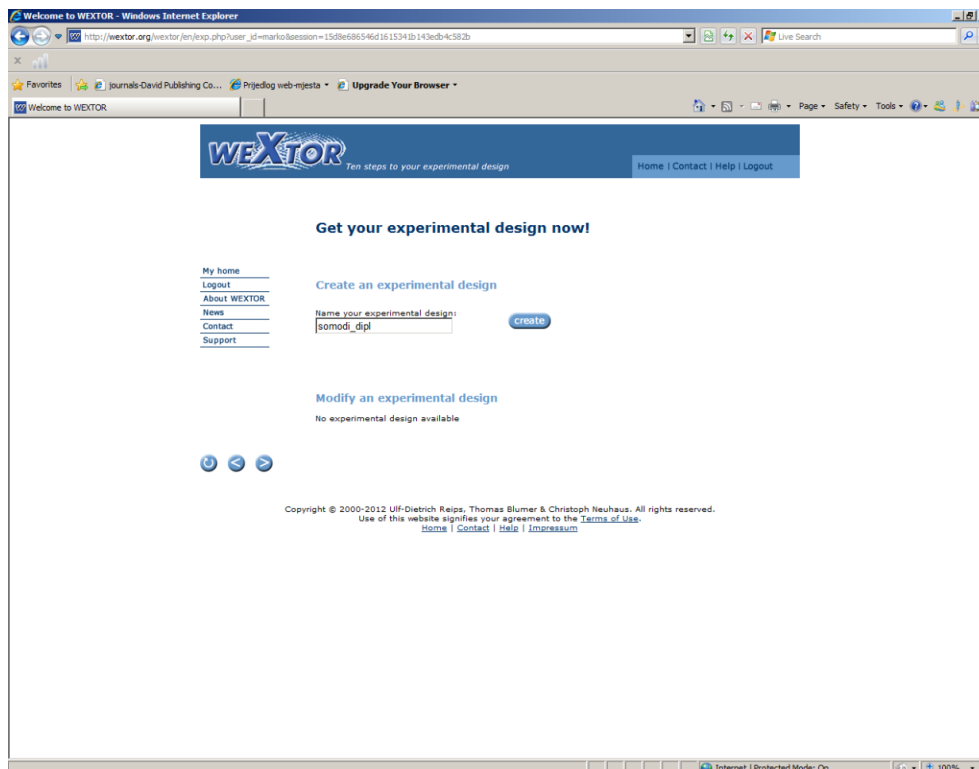 Welcome to WEXTOR - Windows Internet Explorer
http://wextor.org/wextor/en/exp.php?user_id=marko&session=15d8e686546d1615341b143edb4c582b
Live Search
x
Favorites journals-David Publishing Co... Prijedlog web-mjesta Upgrade Your Browser
Welcome to WEXTOR
Page Safety Tools
WEXTOR
Ten steps to your experimental design
Home | Contact | Help | Logout
Get your experimental design now!
My home
Logout
About WEXTOR
News
Contact
Support
Create an experimental design
Name your experimental design:
somodi_dipl
create
Modify an experimental design
No experimental design available
Copyright © 2000-2012 Ulf-Dietrich Reips, Thomas Blumer & Christoph Neuhaus. All rights reserved.
Use of this website signifies your agreement to the Terms of Use.
Home | Contact | Help | Impressum
Internet | Protected Mode: On
100%